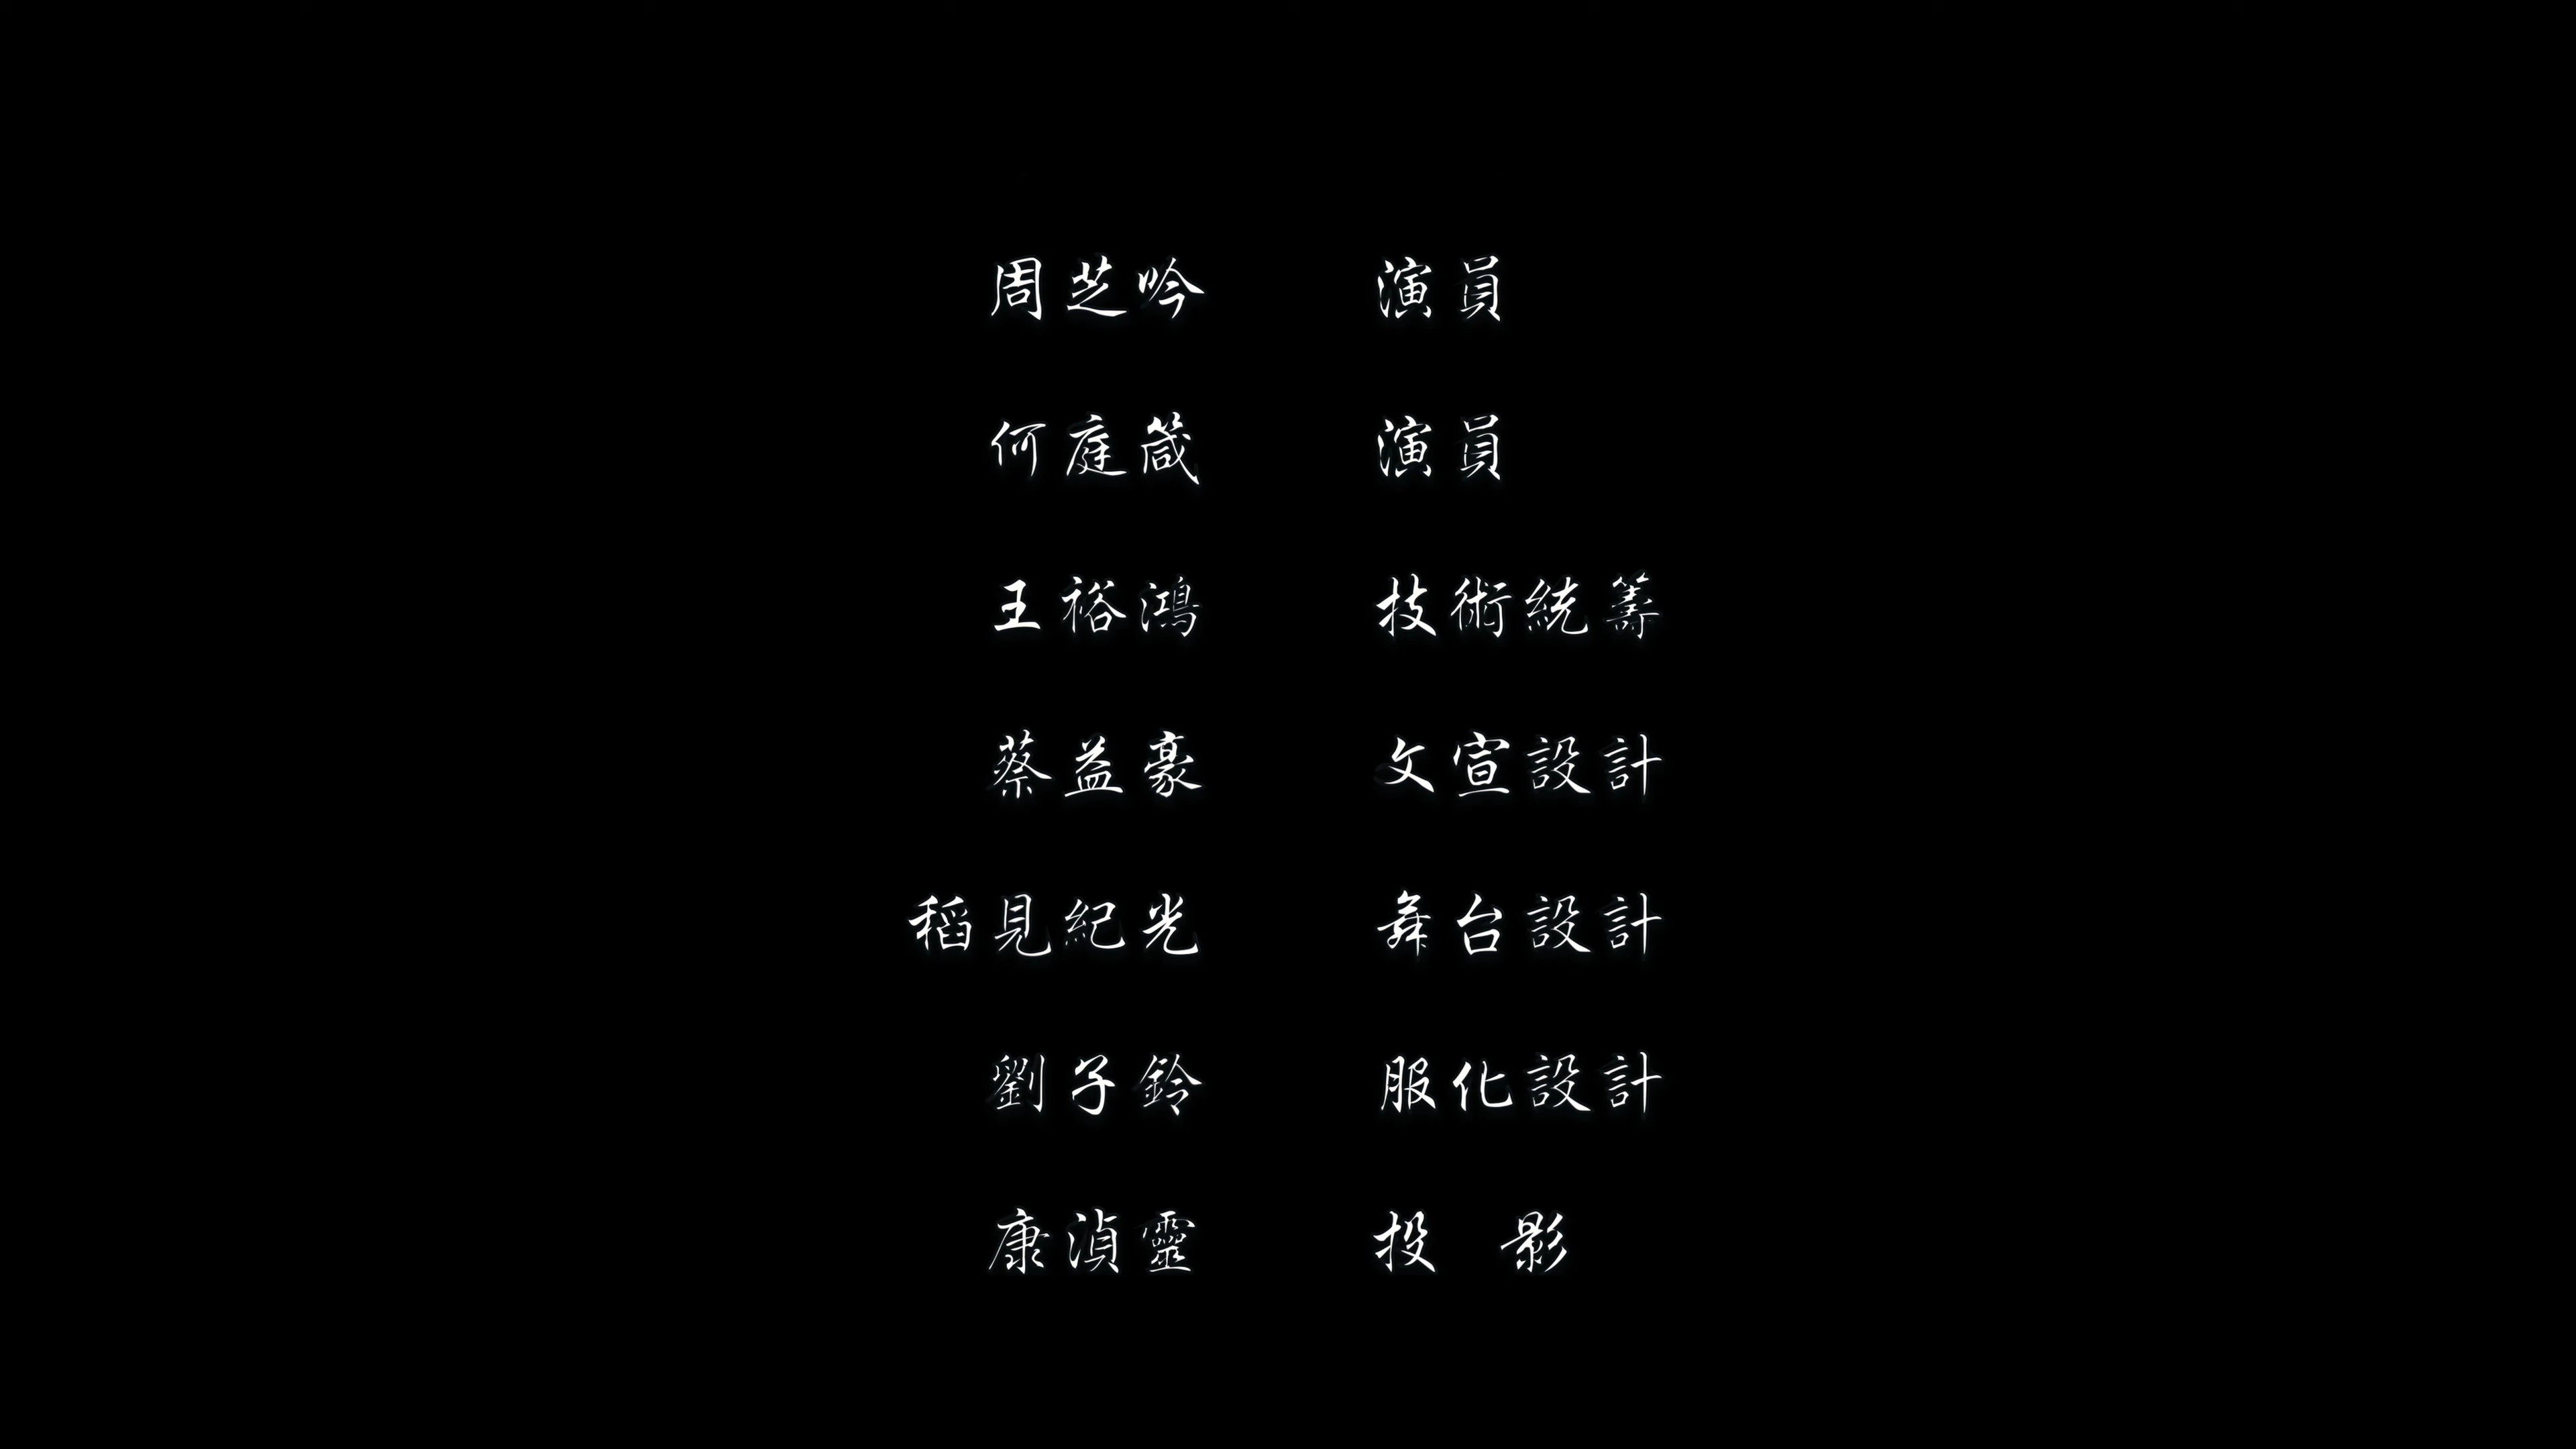 周芝吟 演員
何庭箴 演員
王裕鴻 技術統籌
蔡益豪 文宣設計
稻見紀光 舞台設計
劉子鈴 服化設計
康湞靈 投影